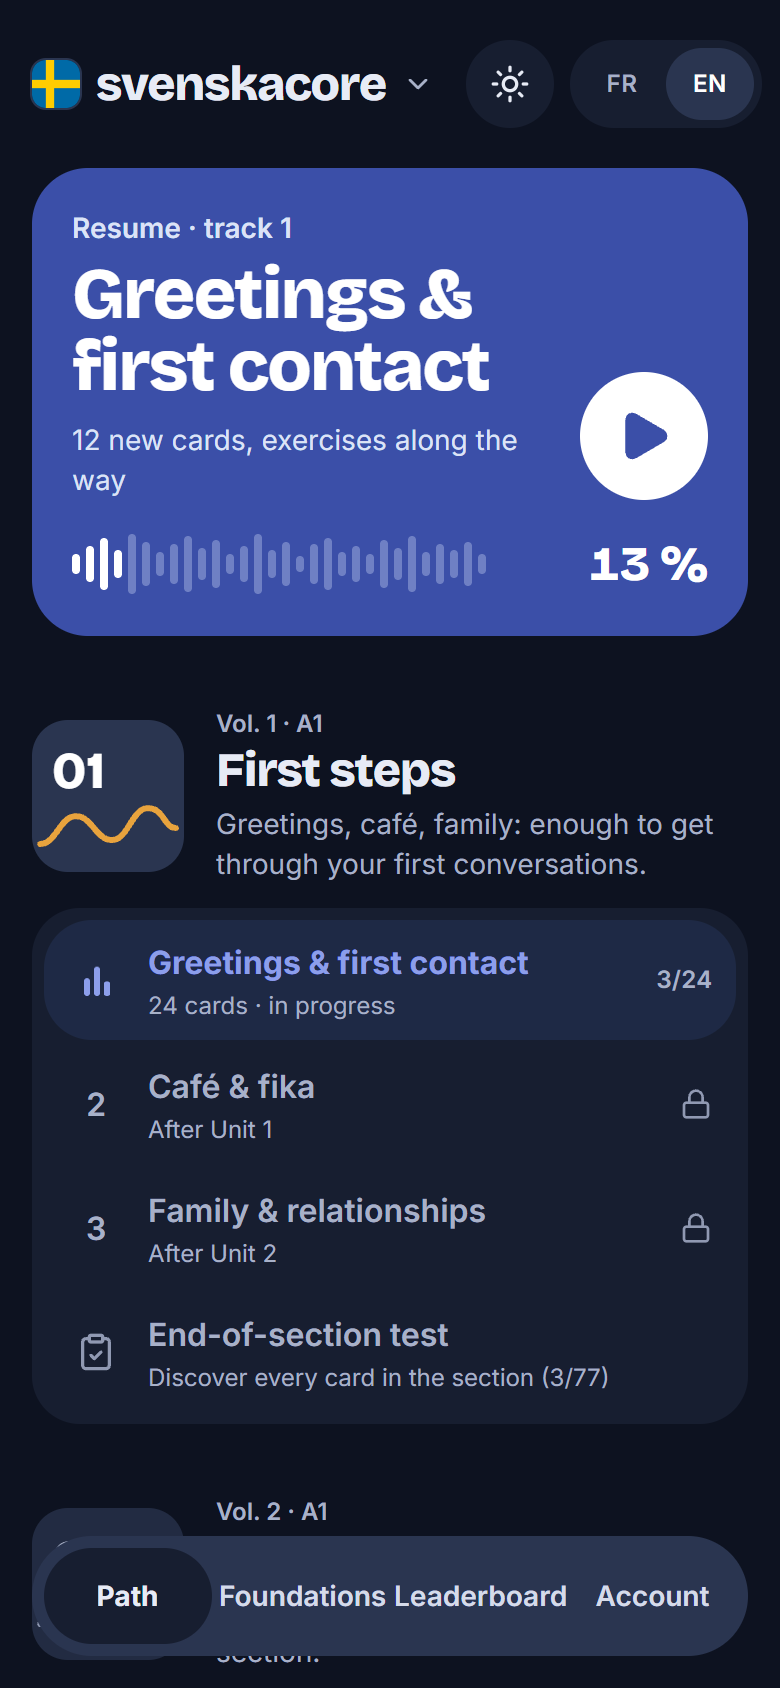 svenskacore
FR
EN
Resume · track 1
Greetings &
first contact
12 new cards, exercises along the
way
13 %
01
Vol. 1 · A1
First steps
Greetings, café, family: enough to get
through your first conversations.
Greetings & first contact
24 cards · in progress
3/24
2
Café & fika
After Unit 1
3
Family & relationships
After Unit 2
End-of-section test
Discover every card in the section (3/77)
Vol. 2 · A1
Path
Foundations
Leaderboard
Account
section.